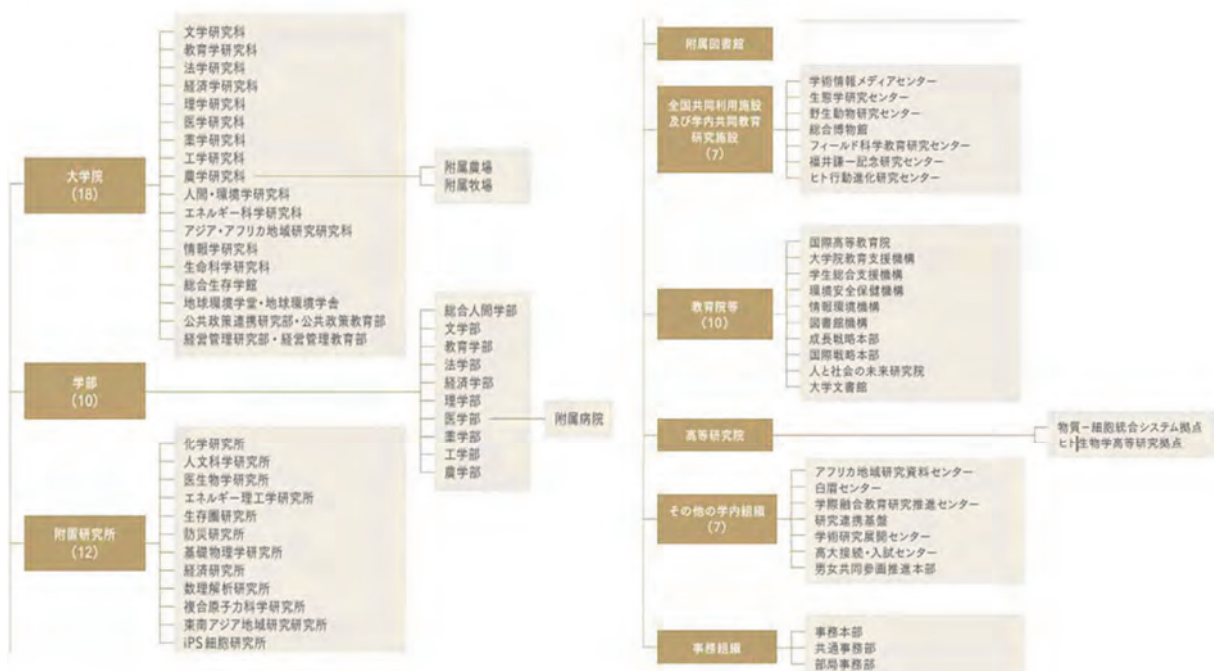 大学院
(18)
文学研究科
教育学研究科
法学研究科
経済学研究科
理学研究科
医学研究科
薬学研究科
工学研究科
農学研究科
人間・環境学研究科
エネルギー科学研究科
アジア・アフリカ地域研究研究科
情報学研究科
生命科学研究科
総合生存学館
地球環境学堂・地球環境学舎
公共政策連携研究部・公共政策教育部
経営管理研究部・経営管理教育部
附属農場
附属牧場
学部
(10)
総合人間学部
文学部
教育学部
法学部
経済学部
理学部
医学部
薬学部
工学部
農学部
附属病院
附置研究所
(12)
化学研究所
人文科学研究所
医生物学研究所
エネルギー理工学研究所
生存圏研究所
防災研究所
基礎物理学研究所
経済研究所
数理解析研究所
複合原子力科学研究所
東南アジア地域研究研究所
iPS細胞研究所
附属図書館
全国共同利用施設
及び学内共同教育
研究施設
(7)
学術情報メディアセンター
生態学研究センター
野生動物研究センター
総合博物館
フィールド科学教育研究センター
福井謙一記念研究センター
ヒト行動進化研究センター
教育院等
(10)
国際高等教育院
大学院教育支援機構
学生総合支援機構
環境安全保健機構
情報環境機構
図書館機構
成長戦略本部
国際戦略本部
人と社会の未来研究院
大学文書館
高等研究院
物質－細胞統合システム拠点
ヒト生物学高等研究拠点
その他の学内組織
(7)
アフリカ地域研究資料センター
白眉センター
学際融合教育研究推進センター
研究連携基盤
学術研究展開センター
高大接続・入試センター
男女共同参画推進本部
事務組織
事務本部
共通事務部
部局事務部